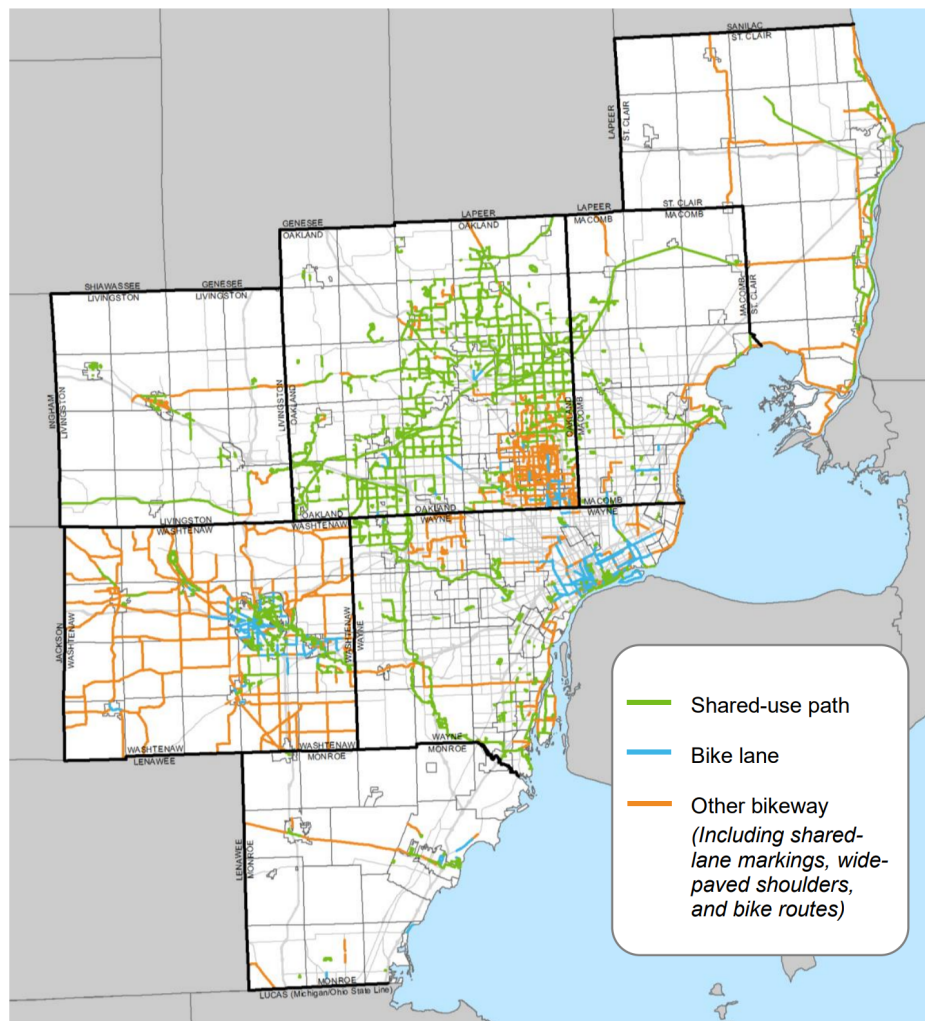 SANILAC
ST. CLAIR
LAPEER
ST. CLAIR
LAPEER
MACOMB
ST. CLAIR
MACOMB
LAPEER
OAKLAND
GENESEE
OAKLAND
SHIAWASSEE
LIVINGSTON
GENESEE
LIVINGSTON
MACOMB
ST. CLAIR
INGHAM
LIVINGSTON
LIVINGSTON
OAKLAND
OAKLAND
MACOMB
LIVINGSTON
WASHTENAW
OAKLAND
WASHTENAW
OAKLAND
WAYNE
MACOMB
WAYNE
JACKSON
WASHTENAW
WASHTENAW
WAYNE
WASHTENAW
LENAWEE
WASHTENAW
MONROE
WAYNE
MONROE
LENAWEE
MONROE
MONROE
LUCAS (Michigan/Ohio State Line)
Shared-use path
Bike lane
Other bikeway
(Including shared-
lane markings, wide-
paved shoulders,
and bike routes)